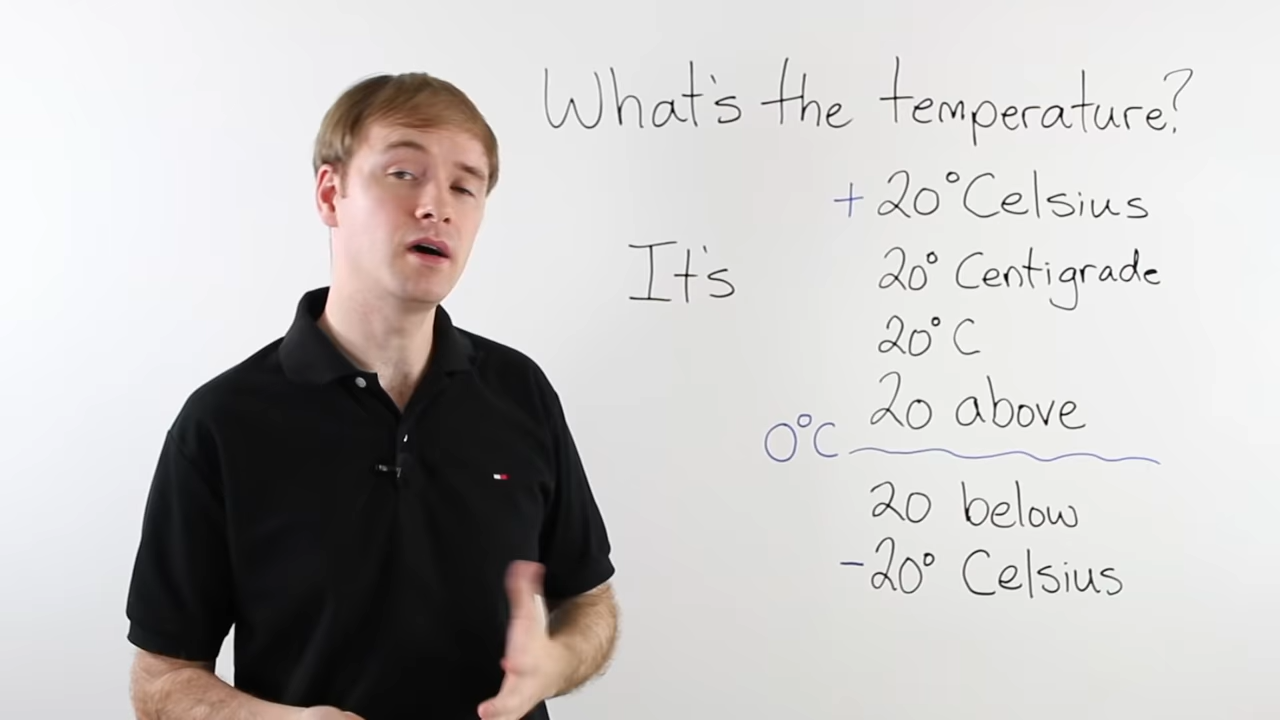 What's the temperature?
+20° Celsius
It's
20° Centigrade
20° C
20 above
0°C
20 below
-20° Celsius